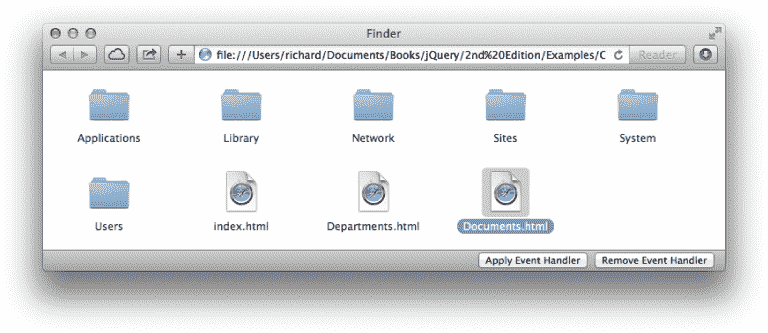 Finder
file:///Users/richard/Documents/Books/jQuery/2nd%20Edition/Examples/C
Reader
Applications
Library
Network
Sites
System
Users
index.html
Departments.html
Documents.html
Apply Event Handler
Remove Event Handler